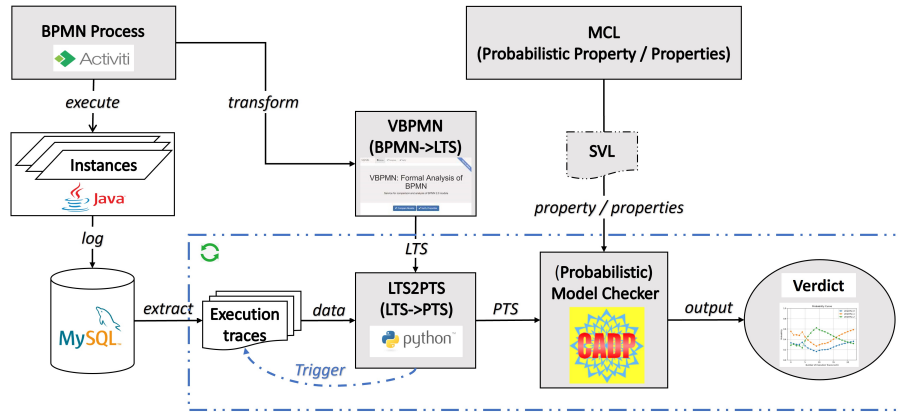 BPMN Process
Activiti
MCL
(Probabilistic Property / Properties)
execute
transform
VBPMN
(BPMN->LTS)
VBPMN: Formal Analysis of
BPMN
SVL
Instances
Java
property / properties
log
LTS
MySQL
extract
Execution
traces
data
LTS2PTS
(LTS->PTS)
python
PTS
(Probabilistic)
Model Checker
CADP
output
Verdict
Trigger